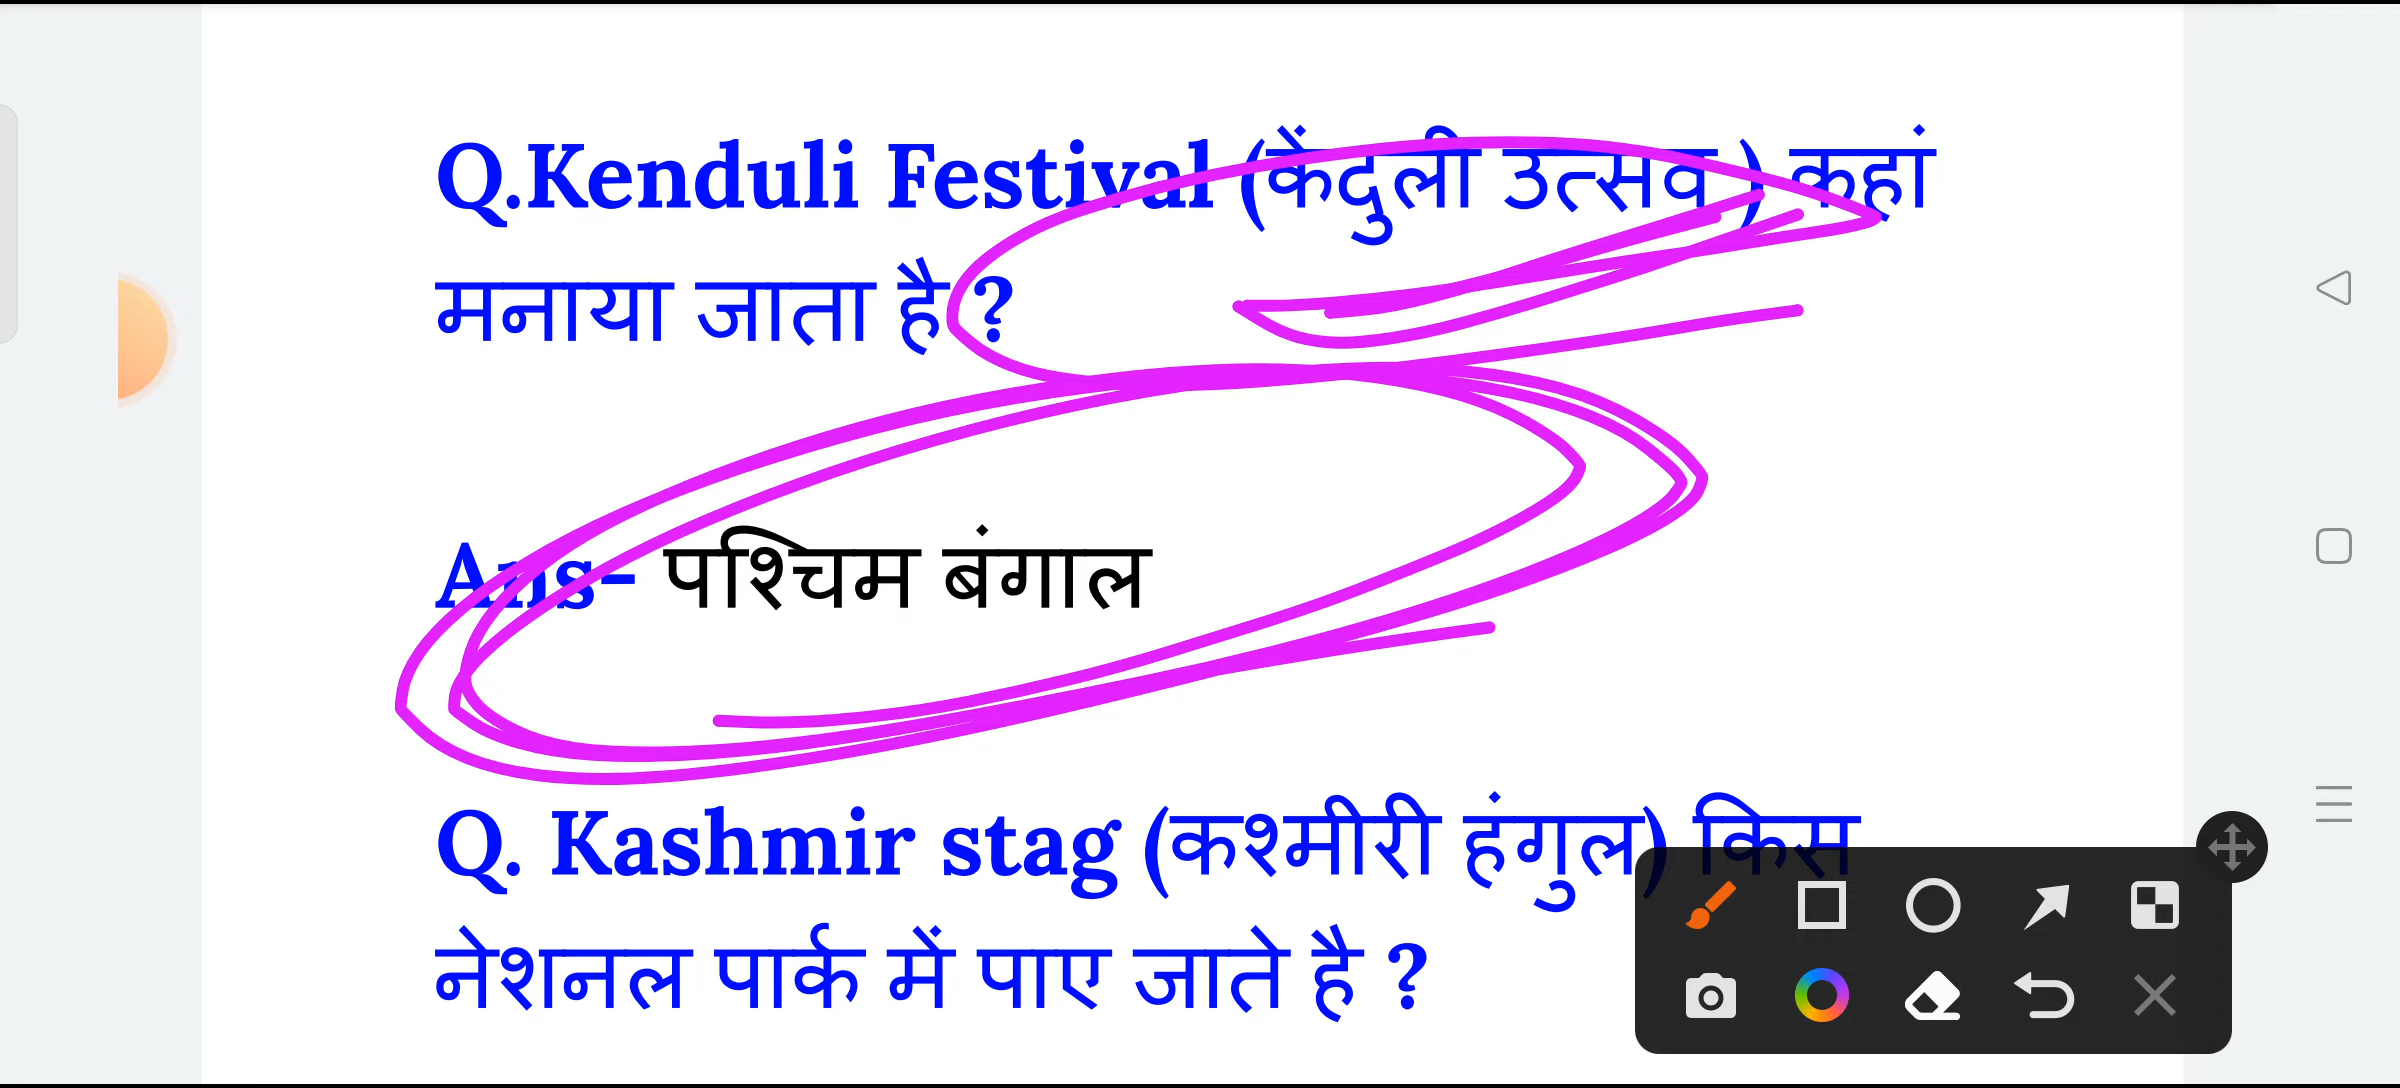 Q.Kenduli Festival (केंदुली उत्सव ) कहां
मनाया जाता है ?
Ans- पश्चिम बंगाल
Q. Kashmir stag (कश्मीरी हंगुल) किस
नेशनल पार्क में पाए जाते है ?